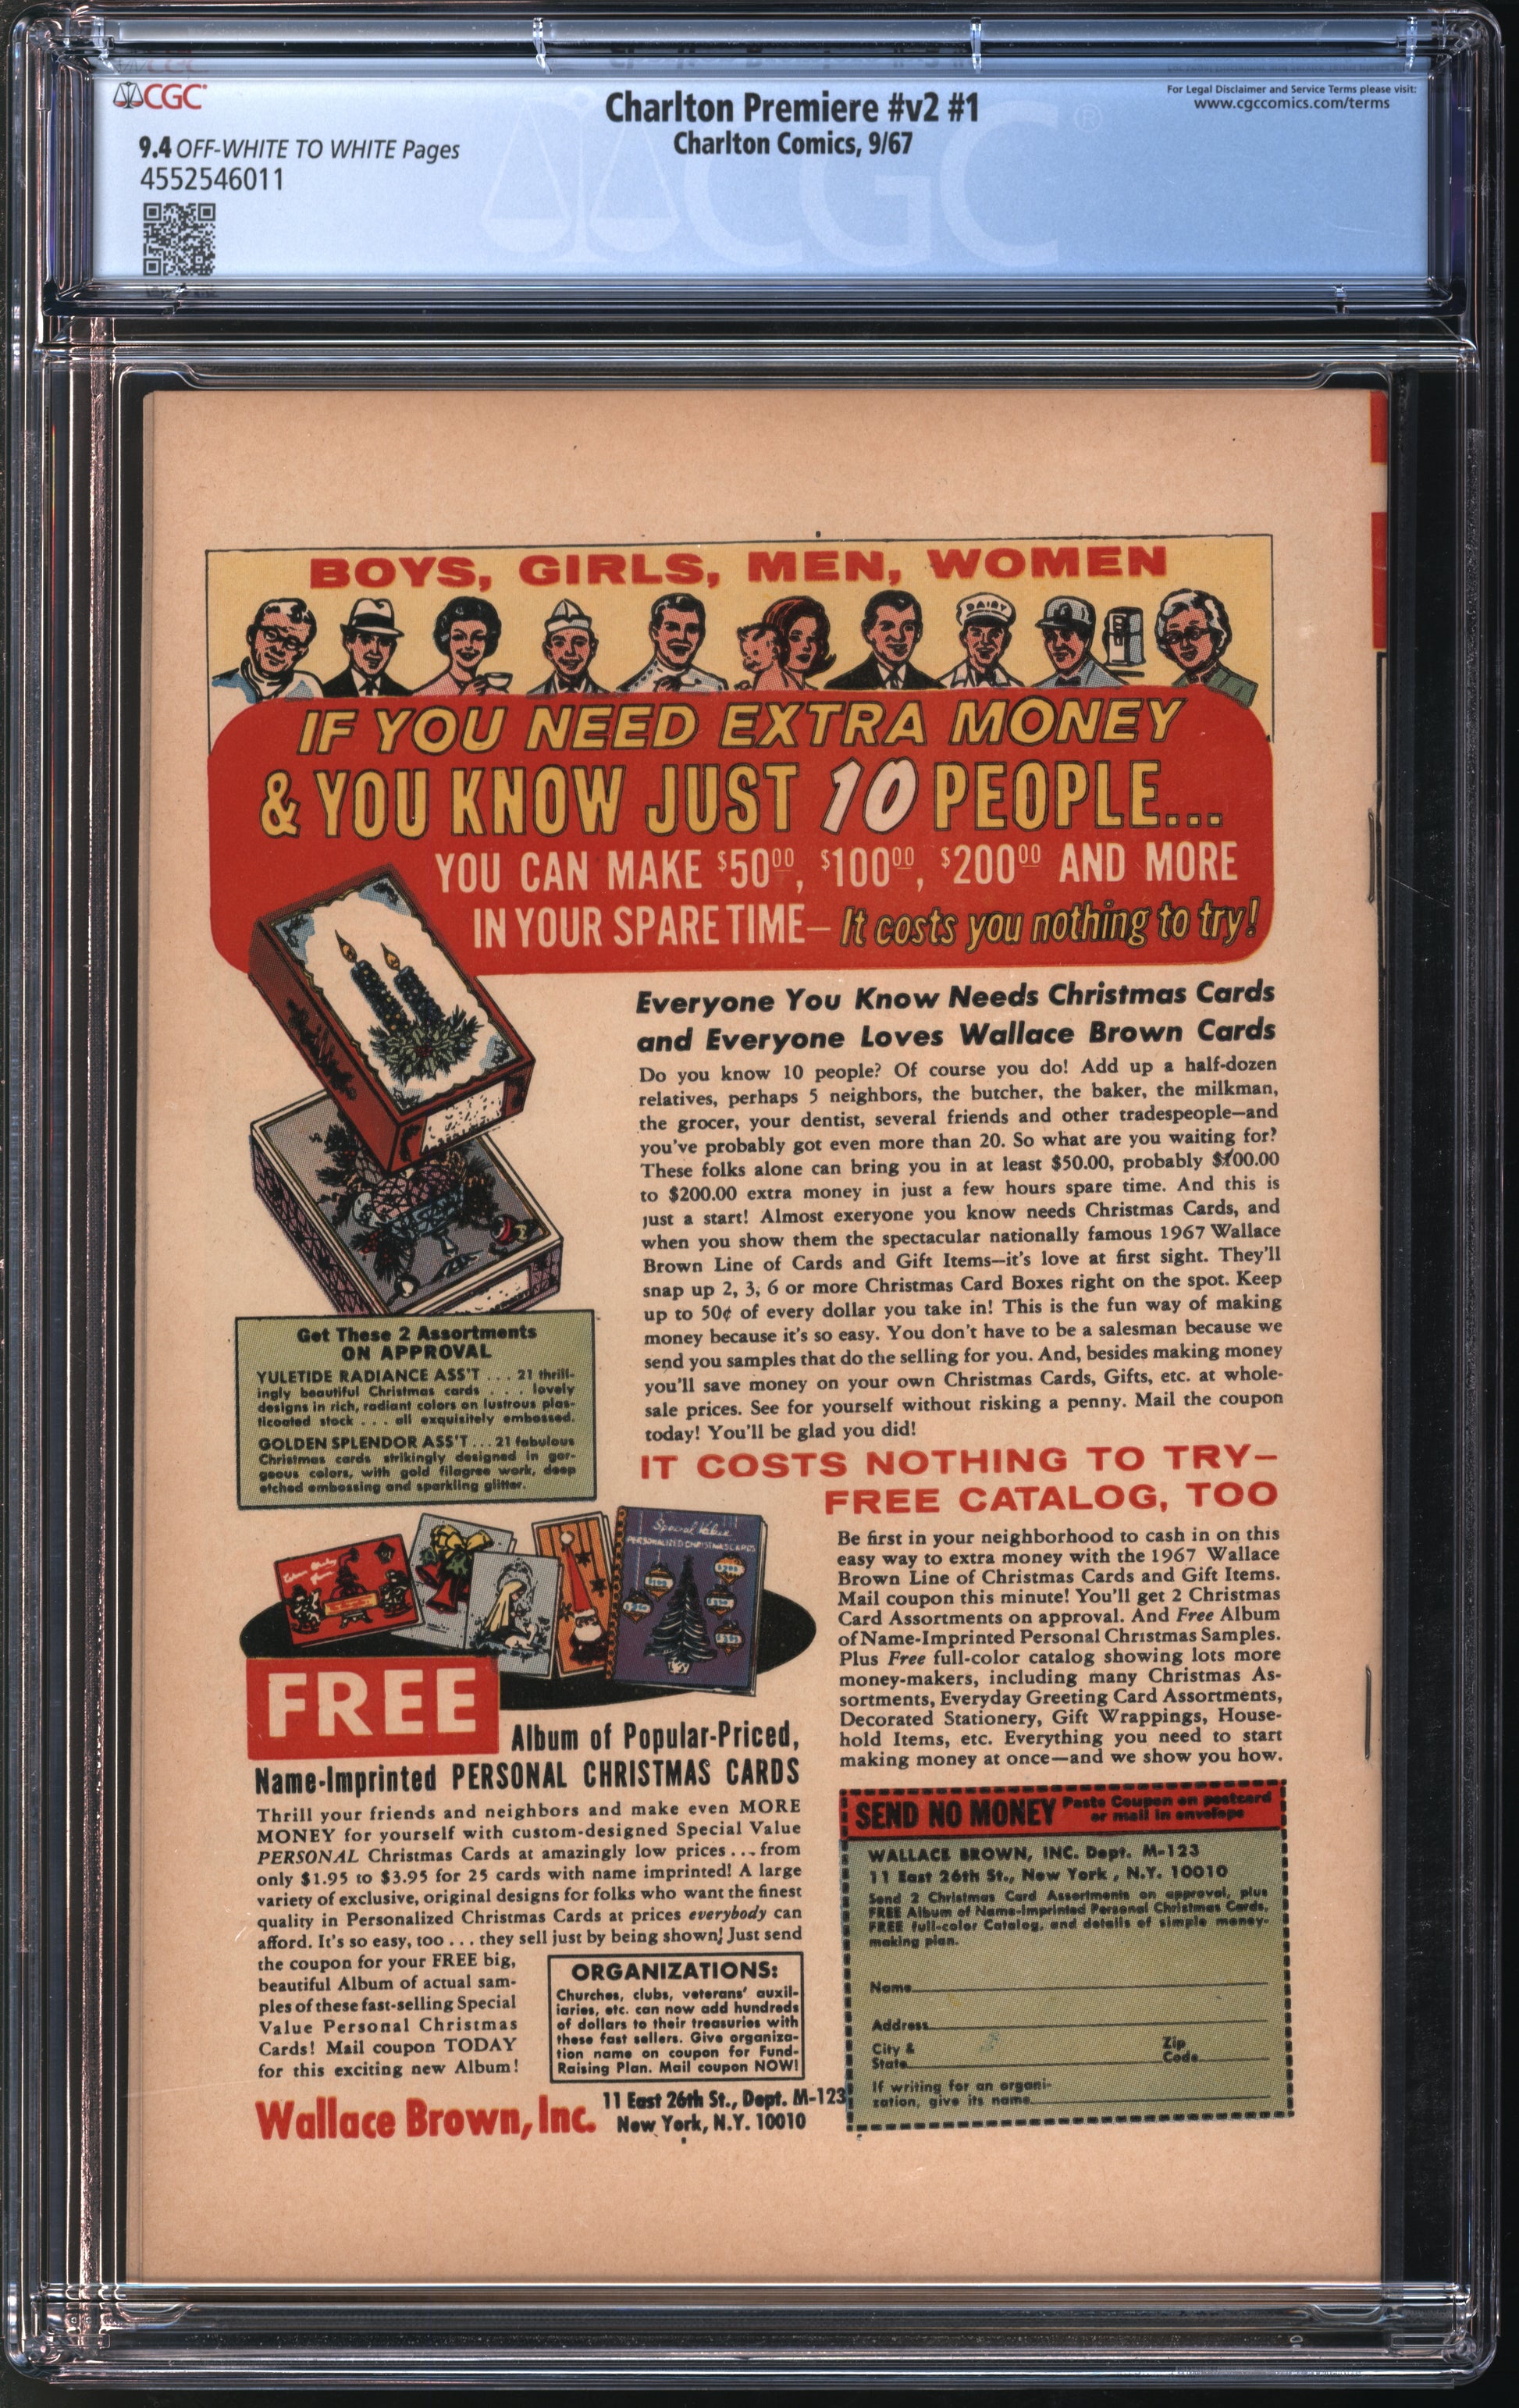 CGC
Charlton Premiere #v2 #1
Charlton Comics, 9/67
For Legal Disclaimer and Service Terms please visit:
www.cgccomics.com/terms
9.4 OFF-WHITE TO WHITE Pages
4552546011
BOYS, GIRLS, MEN, WOMEN
DAIRY
IF YOU NEED EXTRA MONEY
& YOU KNOW JUST 10 PEOPLE...
YOU CAN MAKE $5000, $10000, $20000 AND MORE
IN YOUR SPARE TIME— It costs you nothing to try!
Everyone You Know Needs Christmas Cards
and Everyone Loves Wallace Brown Cards
Do you know 10 people? Of course you do! Add up a half-dozen
relatives, perhaps 5 neighbors, the butcher, the baker, the milkman,
the grocer, your dentist, several friends and other tradespeople—and
you've probably got even more than 20. So what are you waiting for?
These folks alone can bring you in at least $50.00, probably $100.00
to $200.00 extra money in just a few hours spare time. And this is
just a start! Almost exeryone you know needs Christmas Cards, and
when you show them the spectacular nationally famous 1967 Wallace
Brown Line of Cards and Gift Items—it's love at first sight. They'll
snap up 2, 3, 6 or more Christmas Card Boxes right on the spot. Keep
up to 50¢ of every dollar you take in! This is the fun way of making
money because it's so easy. You don't have to be a salesman because we
send you samples that do the selling for you. And, besides making money
you'll save money on your own Christmas Cards, Gifts, etc. at whole-
sale prices. See for yourself without risking a penny. Mail the coupon
today! You'll be glad you did!
Get These 2 Assortments
ON APPROVAL
YULETIDE RADIANCE ASS'T . . . 21 thrill-
ingly beautiful Christmas cards . . . lovely
designs in rich, radiant colors on lustrous plas-
ticoated stock . . . all exquisitely embossed.
GOLDEN SPLENDOR ASS'T . . . 21 fabulous
Christmas cards strikingly designed in gor-
geous colors, with gold filagree work, deep
etched embossing and sparkling glitter.
IT COSTS NOTHING TO TRY—
FREE CATALOG, TOO
Be first in your neighborhood to cash in on this
easy way to extra money with the 1967 Wallace
Brown Line of Christmas Cards and Gift Items.
Mail coupon this minute! You'll get 2 Christmas
Card Assortments on approval. And Free Album
of Name-Imprinted Personal Christmas Samples.
Plus Free full-color catalog showing lots more
money-makers, including many Christmas As-
sortments, Everyday Greeting Card Assortments,
Decorated Stationery, Gift Wrappings, House-
hold Items, etc. Everything you need to start
making money at once—and we show you how.
Special Value
PERSONALIZED CHRISTMAS CARDS
FREE
Album of Popular-Priced,
Name-Imprinted PERSONAL CHRISTMAS CARDS
Thrill your friends and neighbors and make even MORE
MONEY for yourself with custom-designed Special Value
PERSONAL Christmas Cards at amazingly low prices . . . from
only $1.95 to $3.95 for 25 cards with name imprinted! A large
variety of exclusive, original designs for folks who want the finest
quality in Personalized Christmas Cards at prices everybody can
afford. It's so easy, too . . . they sell just by being shown! Just send
the coupon for your FREE big,
beautiful Album of actual sam-
ples of these fast-selling Special
Value Personal Christmas
Cards! Mail coupon TODAY
for this exciting new Album!
ORGANIZATIONS:
Churches, clubs, veterans' auxil-
iaries, etc. can now add hundreds
of dollars to their treasuries with
these fast sellers. Give organiza-
tion name on coupon for Fund-
Raising Plan. Mail coupon NOW!
Wallace Brown, Inc.
11 East 26th St., Dept. M-123
New York, N.Y. 10010
SEND NO MONEY Paste Coupon on postcard
or mail in envelope
WALLACE BROWN, INC. Dept. M-123
11 East 26th St., New York , N.Y. 10010
Send 2 Christmas Card Assortments on approval, plus
FREE Album of Name-Imprinted Personal Christmas Cards,
FREE full-color Catalog, and details of simple money-
making plan.
Name
Address
City &
State
Zip
Code
If writing for an organi-
zation, give its name